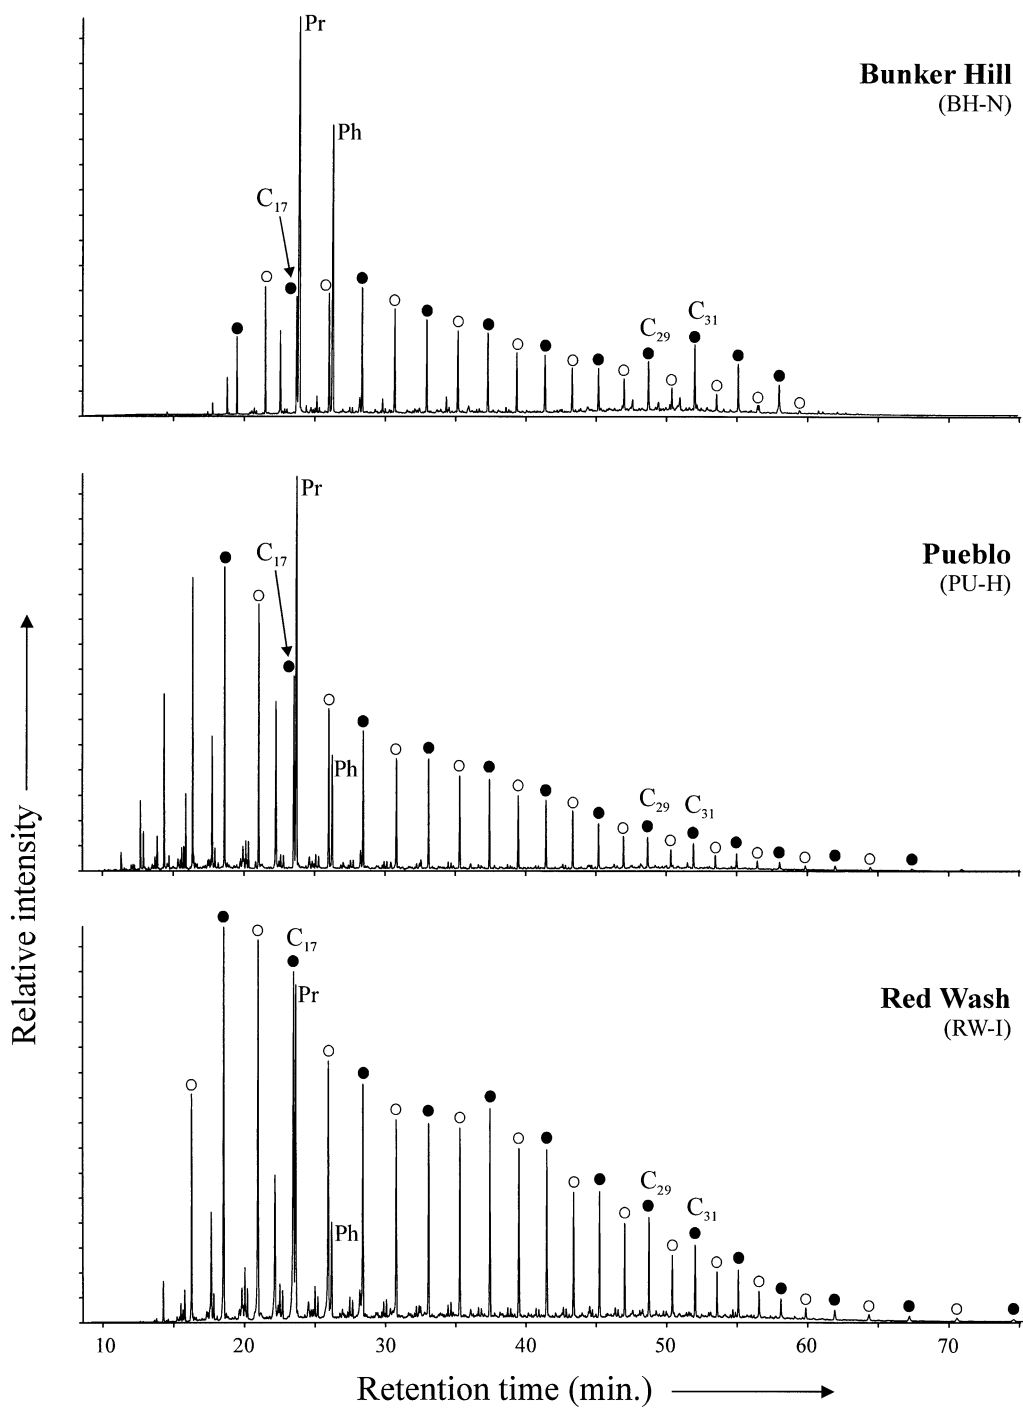 Pr
Bunker Hill
(BH-N)
Ph
C17
C31
C29
Pr
Pueblo
(PU-H)
C17
Ph
C29
C31
Relative intensity
C17
Pr
Red Wash
(RW-I)
C29
C31
Ph
10 20 30 40 50 60 70
Retention time (min.)